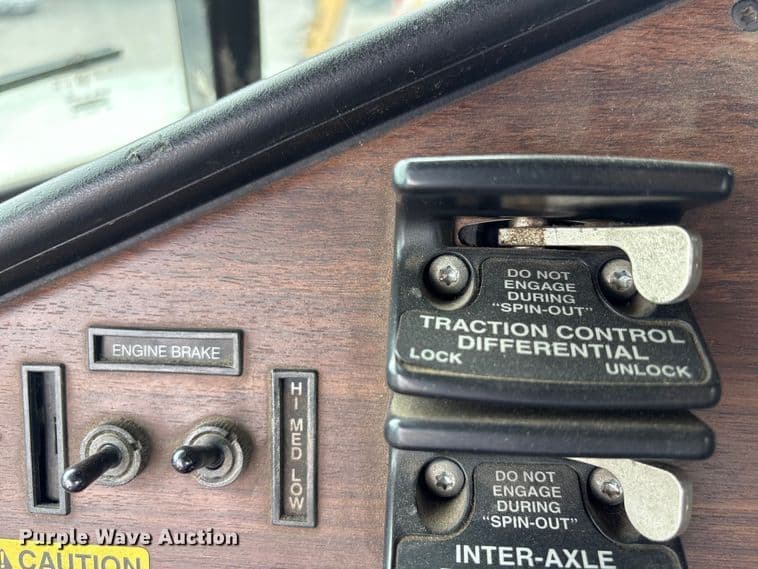 DO NOT
ENGAGE
DURING
"SPIN-OUT"
TRACTION CONTROL
DIFFERENTIAL
LOCK
UNLOCK
ENGINE BRAKE
HI MED LOW
DO NOT
ENGAGE
DURING
"SPIN-OUT"
INTER-AXLE
Purple Wave Auction
CAUTION